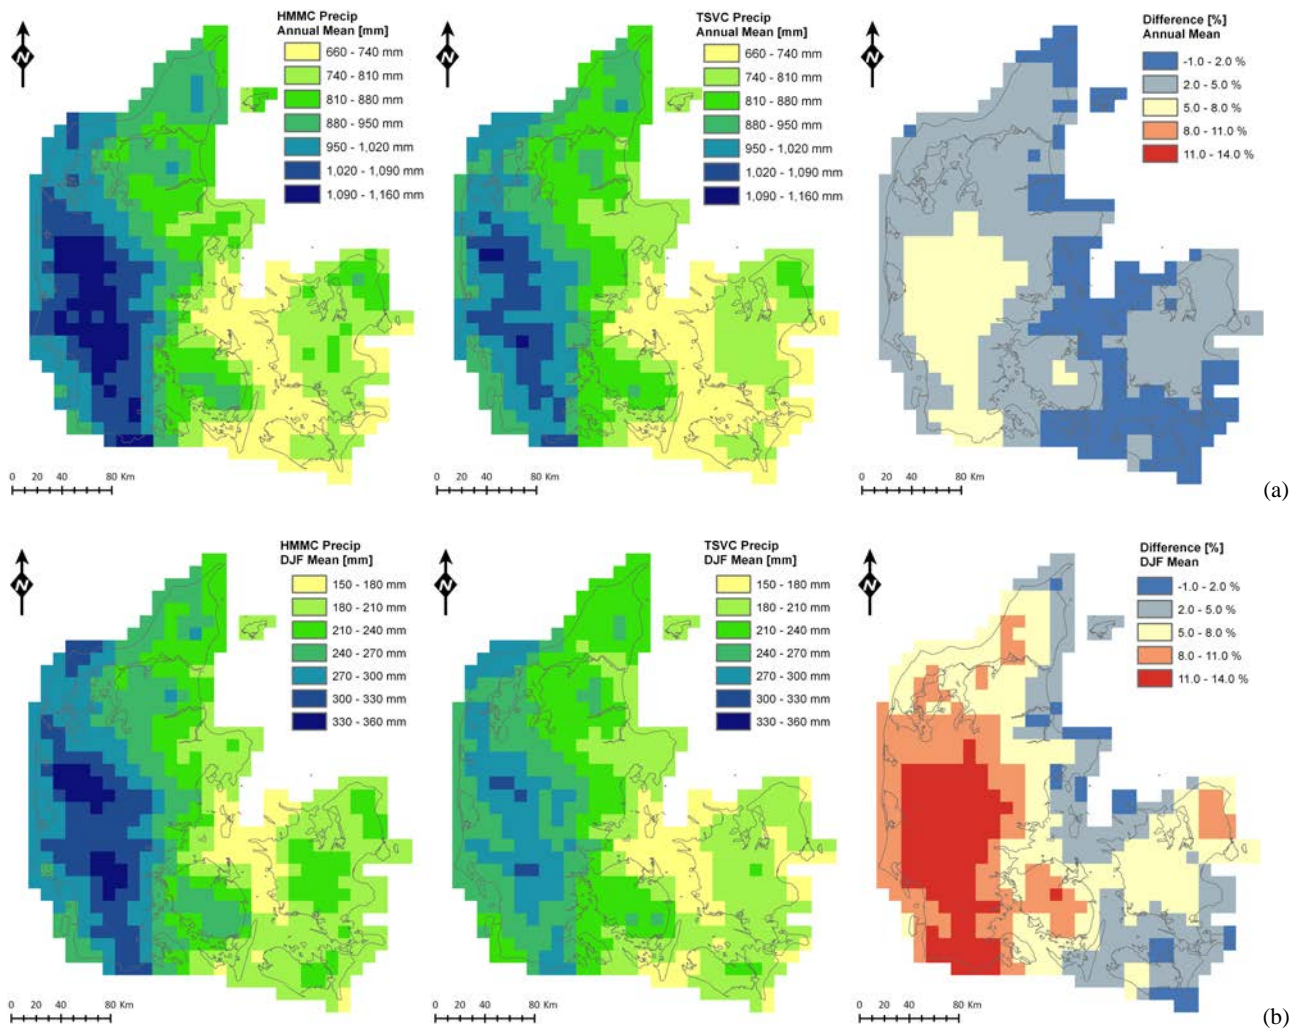 HMMC Precip
Annual Mean [mm]
660 - 740 mm
740 - 810 mm
810 - 880 mm
880 - 950 mm
950 - 1,020 mm
1,020 - 1,090 mm
1,090 - 1,160 mm
N
0 20 40 80 Km
TSVC Precip
Annual Mean [mm]
660 - 740 mm
740 - 810 mm
810 - 880 mm
880 - 950 mm
950 - 1,020 mm
1,020 - 1,090 mm
1,090 - 1,160 mm
N
0 20 40 80 Km
Difference [%]
Annual Mean
-1.0 - 2.0 %
2.0 - 5.0 %
5.0 - 8.0 %
8.0 - 11.0 %
11.0 - 14.0 %
N
0 20 40 80 Km
(a)
HMMC Precip
DJF Mean [mm]
150 - 180 mm
180 - 210 mm
210 - 240 mm
240 - 270 mm
270 - 300 mm
300 - 330 mm
330 - 360 mm
N
0 20 40 80 Km
TSVC Precip
DJF Mean [mm]
150 - 180 mm
180 - 210 mm
210 - 240 mm
240 - 270 mm
270 - 300 mm
300 - 330 mm
330 - 360 mm
N
0 20 40 80 Km
Difference [%]
DJF Mean
-1.0 - 2.0 %
2.0 - 5.0 %
5.0 - 8.0 %
8.0 - 11.0 %
11.0 - 14.0 %
N
0 20 40 80 Km
(b)